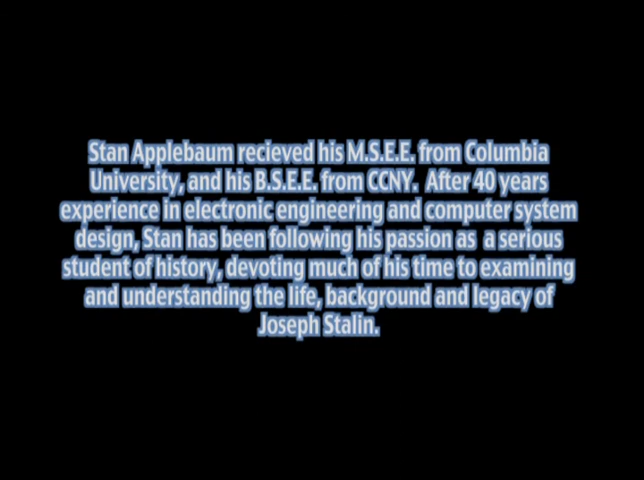 Stan Applebaum recieved his M.S.E.E. from Columbia
University, and his B.S.E.E. from CCNY.  After 40 years
experience in electronic engineering and computer system
design, Stan has been following his passion as  a serious
student of history, devoting much of his time to examining
and understanding the life, background and legacy of
Joseph Stalin.